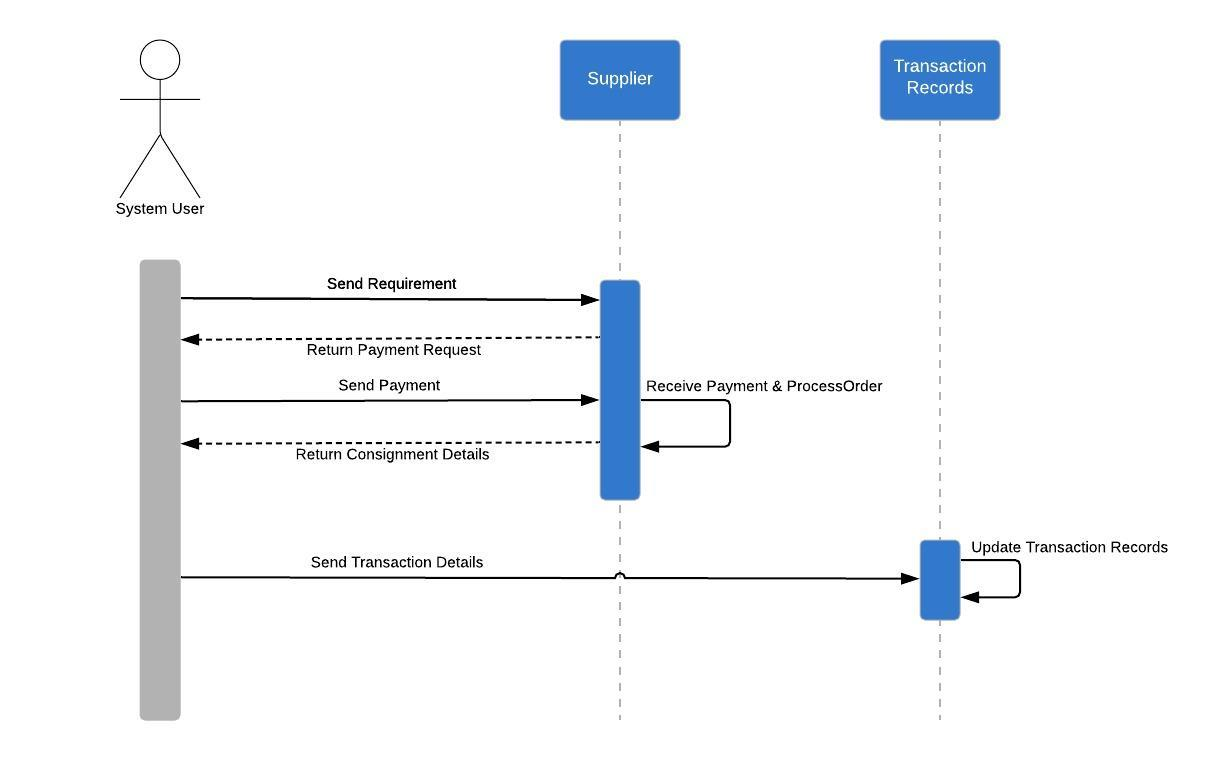 Supplier
Transaction
Records
System User
Send Requirement
Return Payment Request
Send Payment
Receive Payment & ProcessOrder
Return Consignment Details
Update Transaction Records
Send Transaction Details